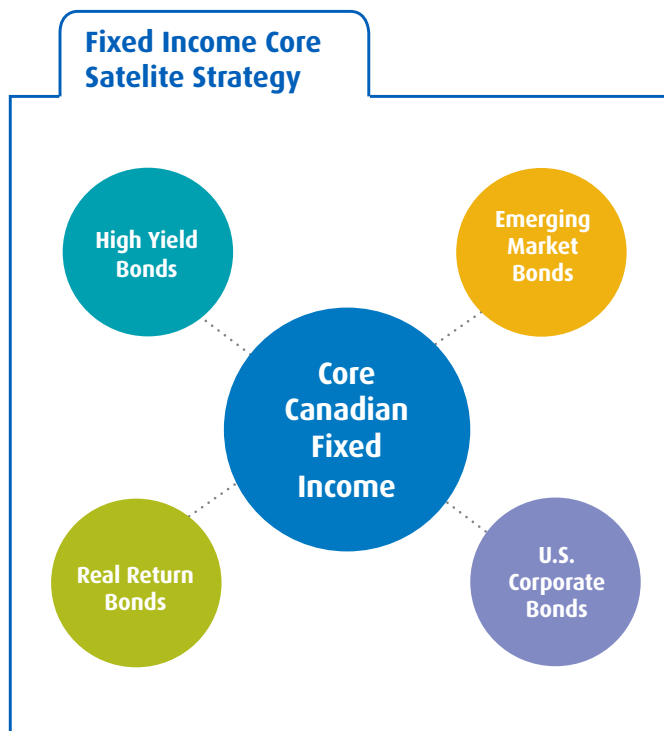 Fixed Income Core
Satelite Strategy
High Yield
Bonds
Emerging
Market
Bonds
Core
Canadian
Fixed
Income
Real Return
Bonds
U.S.
Corporate
Bonds